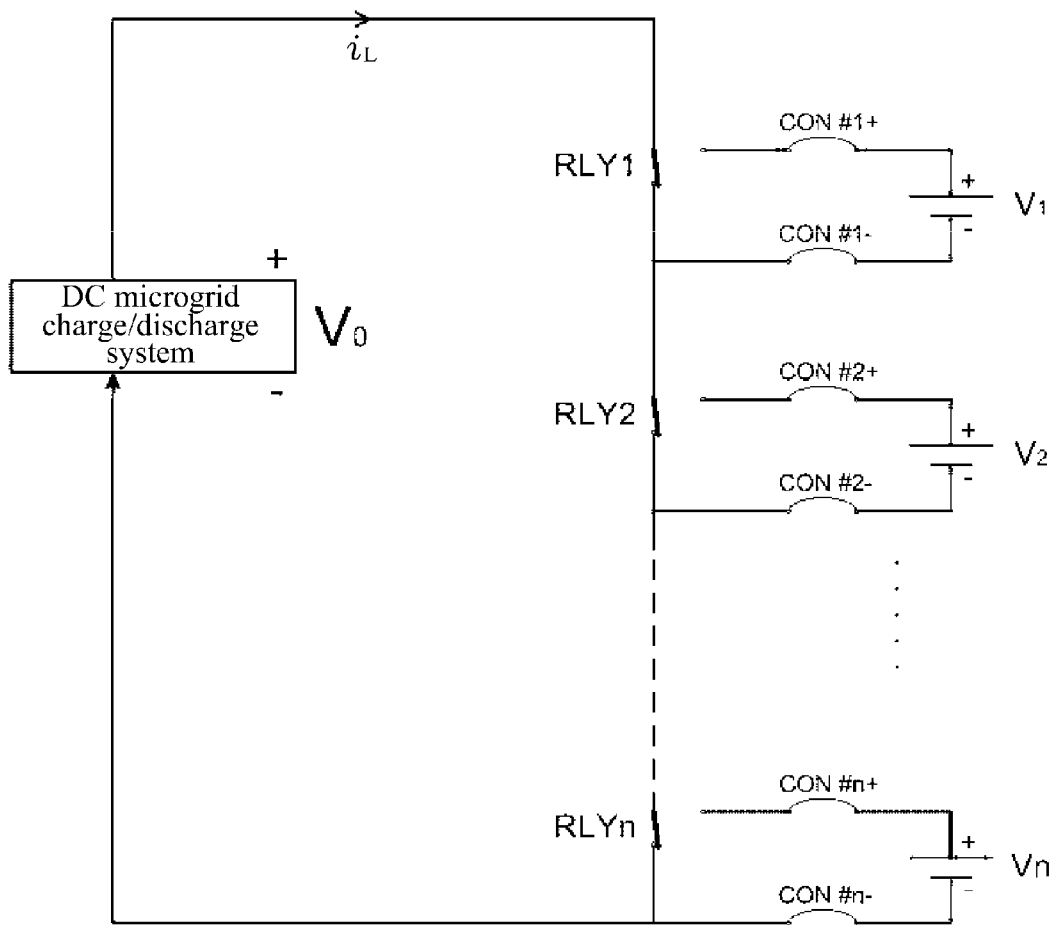 iL
CON #1+
RLY1
+
V1
-
CON #1-
+
DC microgrid
charge/discharge
system
V0
-
CON #2+
RLY2
+
V2
-
CON #2-
CON #n+
RLYn
+
Vn
-
CON #n-